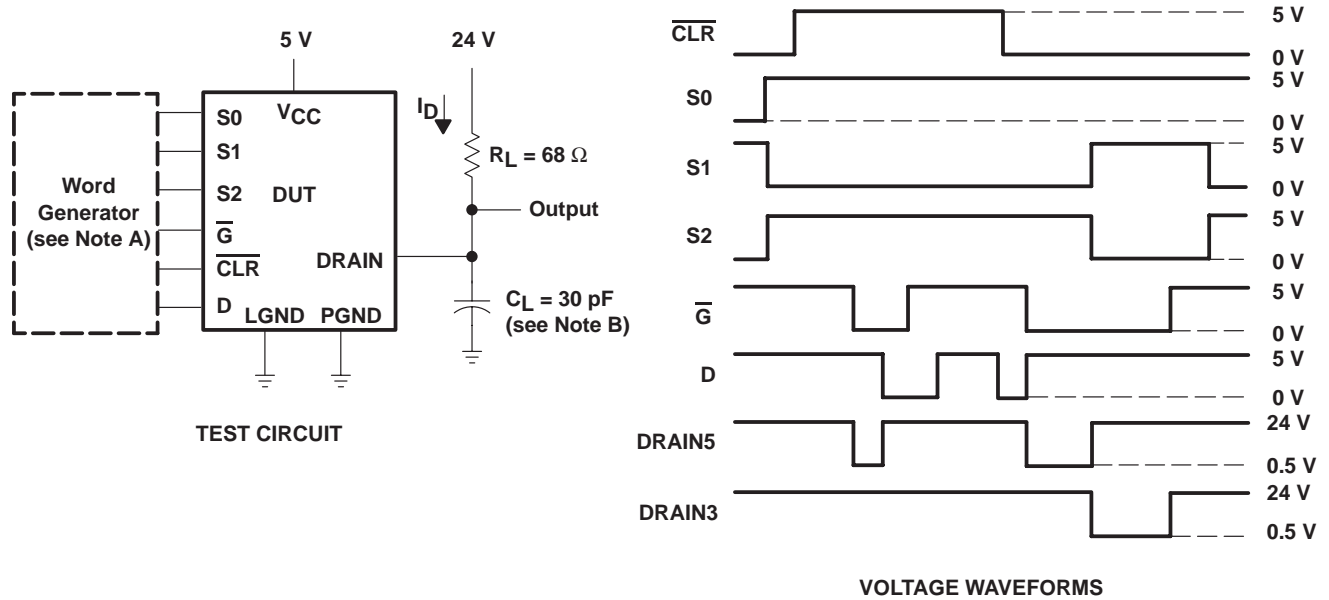 5 V
24 V
Word
Generator
(see Note A)
S0
S1
S2
G
CLR
D
VCC
DUT
DRAIN
LGND PGND
ID
RL = 68 Ω
Output
CL = 30 pF
(see Note B)
TEST CIRCUIT
CLR
5 V
0 V
S0
5 V
0 V
S1
5 V
0 V
S2
5 V
0 V
G
5 V
0 V
D
5 V
0 V
DRAIN5
24 V
0.5 V
DRAIN3
24 V
0.5 V
VOLTAGE WAVEFORMS